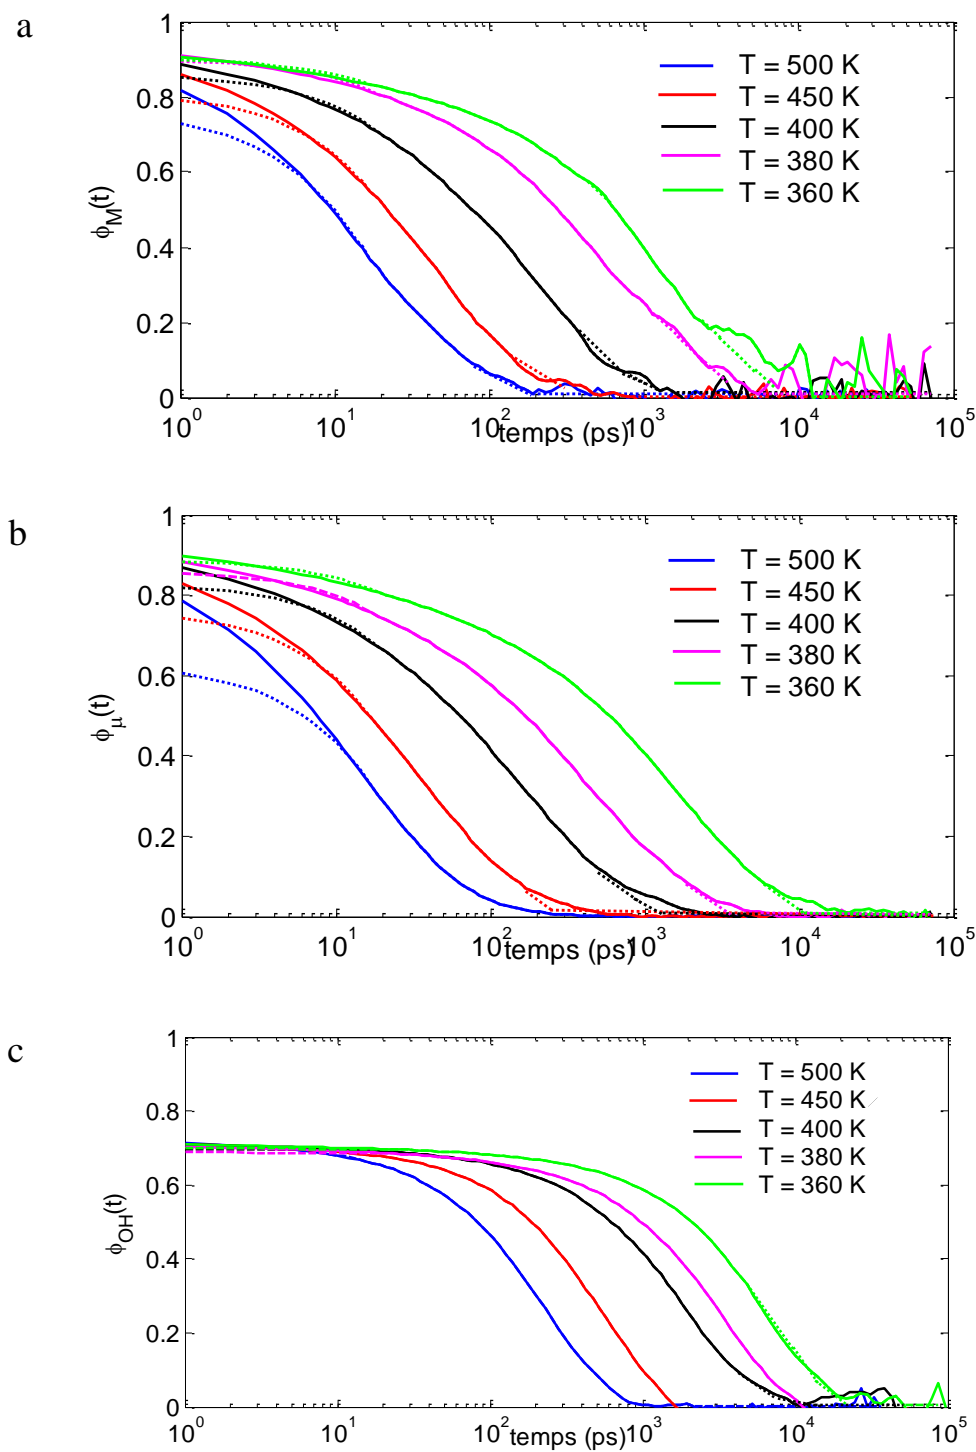 a
1
0.8
0.6
0.4
0.2
0
ϕ_M(t)
T = 500 K
T = 450 K
T = 400 K
T = 380 K
T = 360 K
10^0 10^1 10^2 10^3 10^4 10^5
temps (ps)
b
1
0.8
0.6
0.4
0.2
0
ϕ_μ(t)
T = 500 K
T = 450 K
T = 400 K
T = 380 K
T = 360 K
10^0 10^1 10^2 10^3 10^4 10^5
temps (ps)
c
1
0.8
0.6
0.4
0.2
0
ϕ_OH(t)
T = 500 K
T = 450 K
T = 400 K
T = 380 K
T = 360 K
10^0 10^1 10^2 10^3 10^4 10^5
temps (ps)